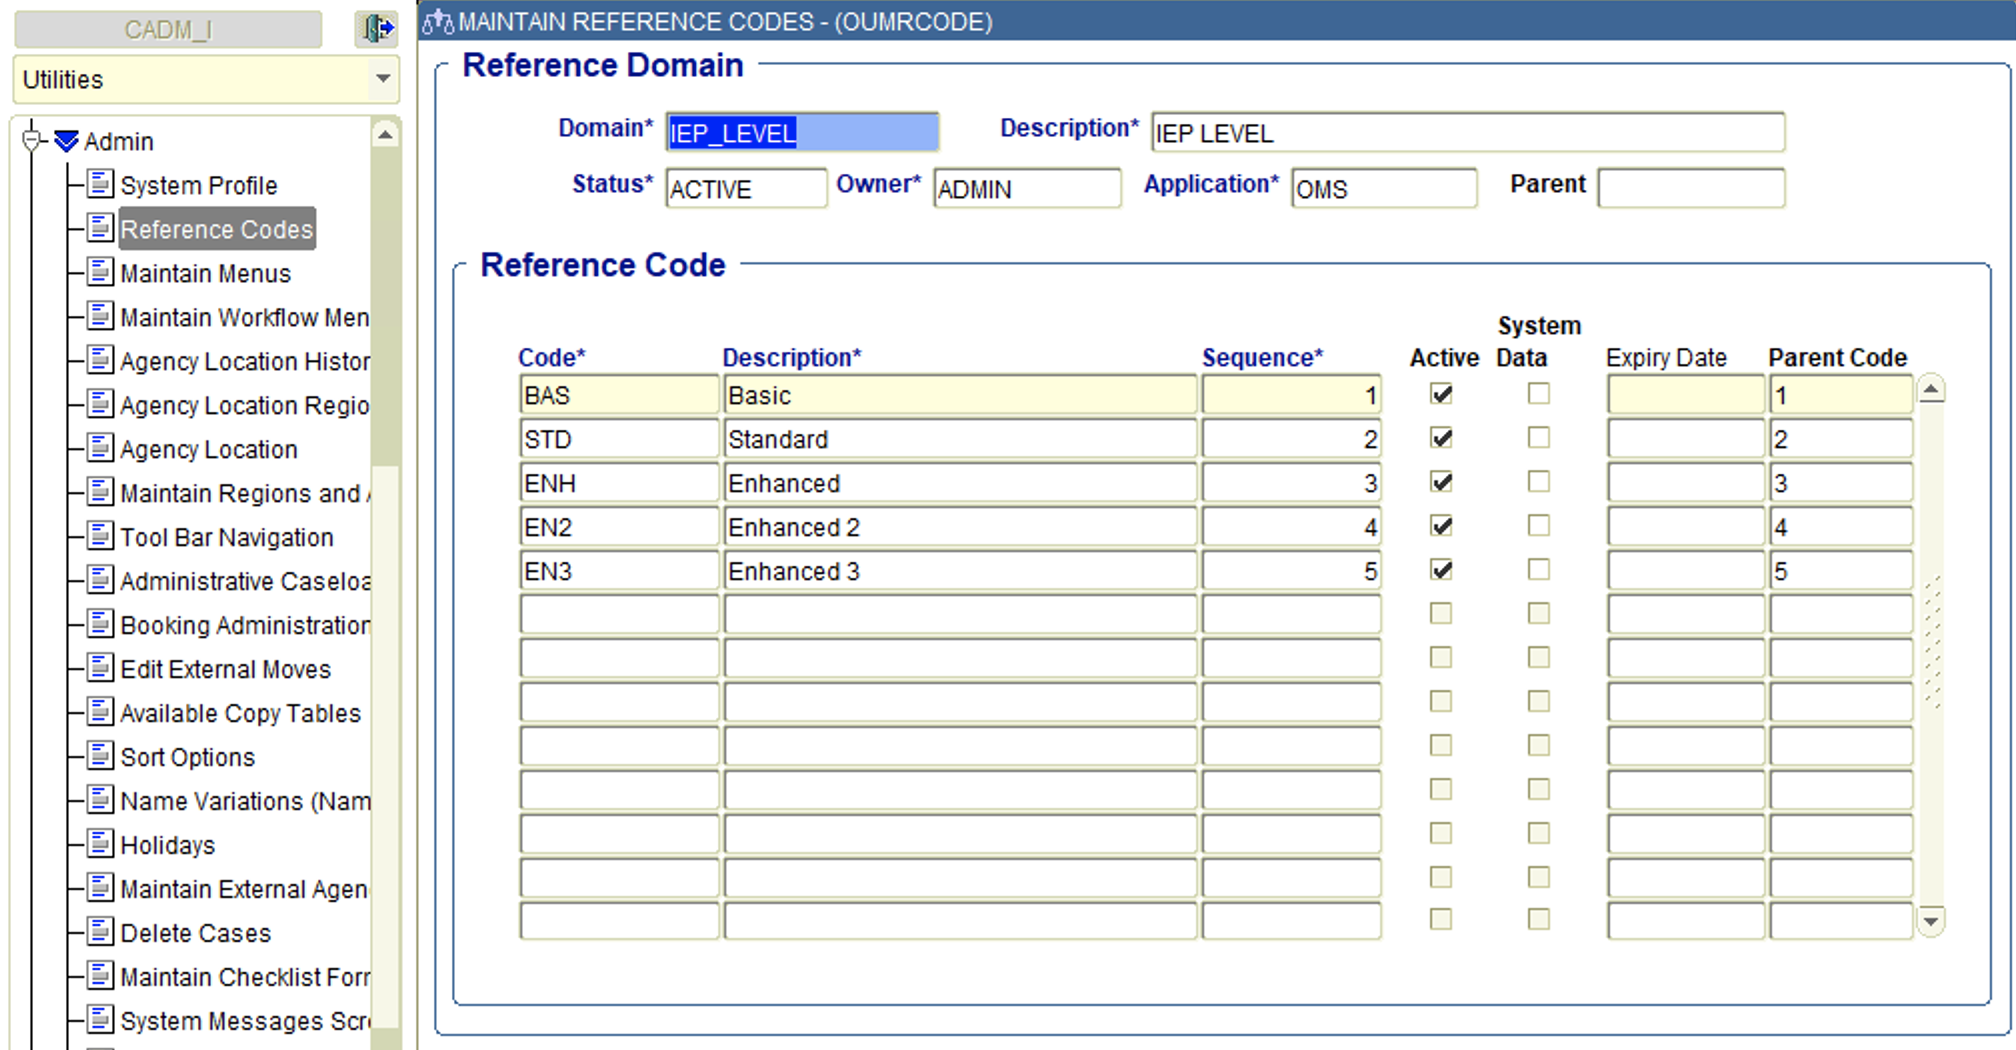 CADM_I
Utilities
Admin
System Profile
Reference Codes
Maintain Menus
Maintain Workflow Men
Agency Location Histor
Agency Location Regio
Agency Location
Maintain Regions and
Tool Bar Navigation
Administrative Caseloa
Booking Administration
Edit External Moves
Available Copy Tables
Sort Options
Name Variations (Nam
Holidays
Maintain External Agen
Delete Cases
Maintain Checklist For
System Messages Scr
MAINTAIN REFERENCE CODES - (OUMRCODE)
Reference Domain
Domain* IEP_LEVEL Description* IEP LEVEL
Status* ACTIVE Owner* ADMIN Application* OMS Parent
Reference Code
System
Code* Description* Sequence* Active Data Expiry Date Parent Code
BAS Basic 1 1
STD Standard 2 2
ENH Enhanced 3 3
EN2 Enhanced 2 4 4
EN3 Enhanced 3 5 5